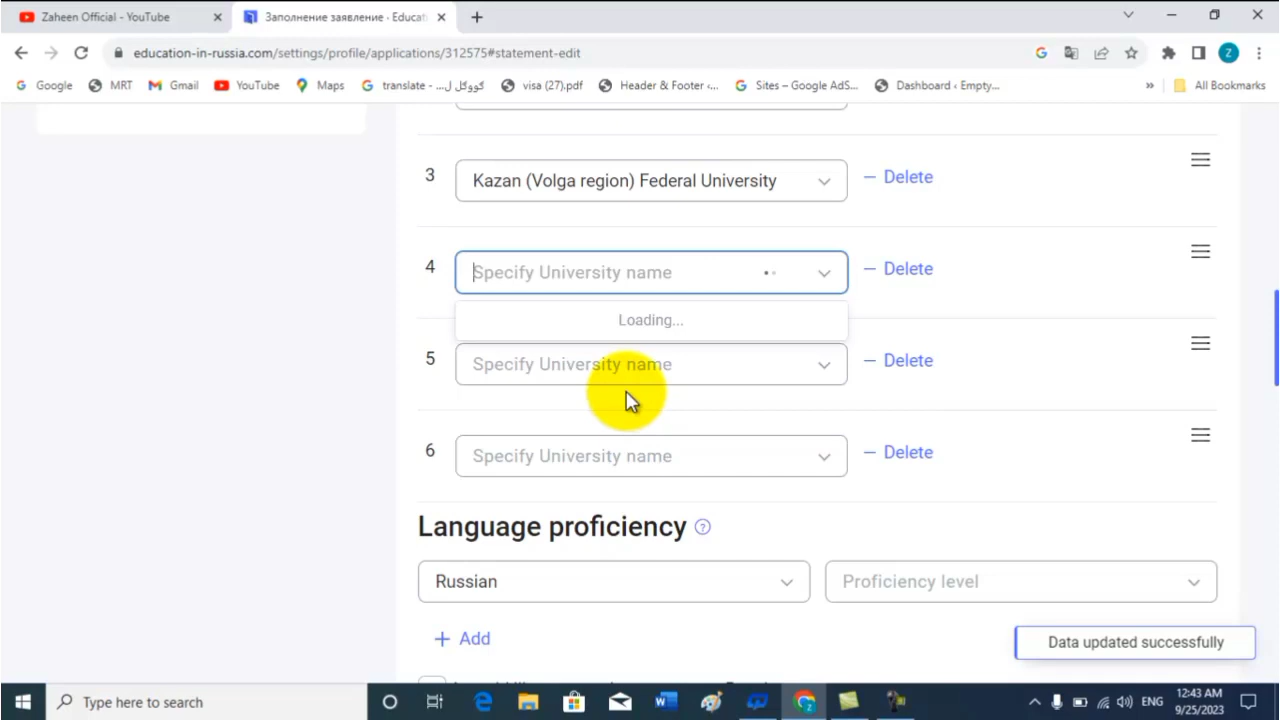 Zaheen Official - YouTube
Заполнение заявление · Educat
education-in-russia.com/settings/profile/applications/312575#statement-edit
Z
Google
MRT
Gmail
YouTube
Maps
translate - ...كووكل ل
visa (27).pdf
Header & Footer ‹...
Sites – Google AdS...
Dashboard ‹ Empty...
»
All Bookmarks
3
Kazan (Volga region) Federal University
Delete
4
Specify University name
Delete
Loading...
5
Specify University name
Delete
6
Specify University name
Delete
Language proficiency ?
Russian
Proficiency level
+ Add
Data updated successfully
Type here to search
ENG
12:43 AM
9/25/2023